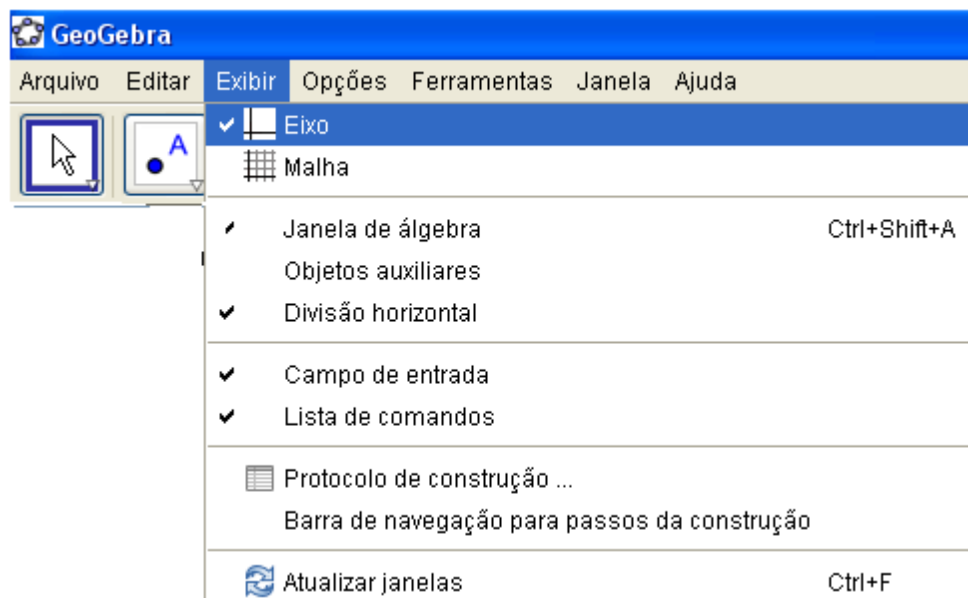 GeoGebra
Arquivo Editar Exibir Opções Ferramentas Janela Ajuda
A
Eixo
Malha
Janela de álgebra Ctrl+Shift+A
Objetos auxiliares
Divisão horizontal
Campo de entrada
Lista de comandos
Protocolo de construção ...
Barra de navegação para passos da construção
Atualizar janelas Ctrl+F